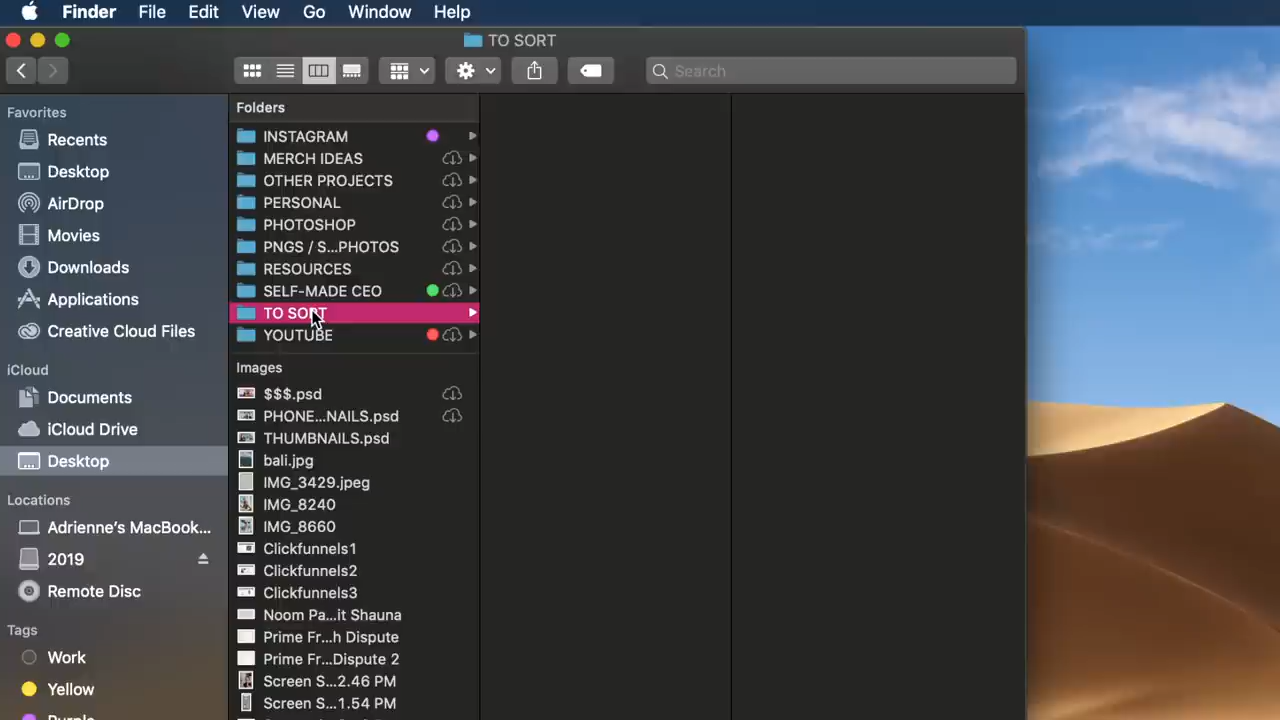 Finder File Edit View Go Window Help
TO SORT
Search
Favorites
Recents
Desktop
AirDrop
Movies
Downloads
Applications
Creative Cloud Files
iCloud
Documents
iCloud Drive
Desktop
Locations
Adrienne's MacBook...
2019
Remote Disc
Tags
Work
Yellow
Purple
Folders
INSTAGRAM
MERCH IDEAS
OTHER PROJECTS
PERSONAL
PHOTOSHOP
PNGS / S...PHOTOS
RESOURCES
SELF-MADE CEO
TO SORT
YOUTUBE
Images
$$$.psd
PHONE...NAILS.psd
THUMBNAILS.psd
bali.jpg
IMG_3429.jpeg
IMG_8240
IMG_8660
Clickfunnels1
Clickfunnels2
Clickfunnels3
Noom Pa...it Shauna
Prime Fr...h Dispute
Prime Fr...Dispute 2
Screen S...2.46 PM
Screen S...1.54 PM